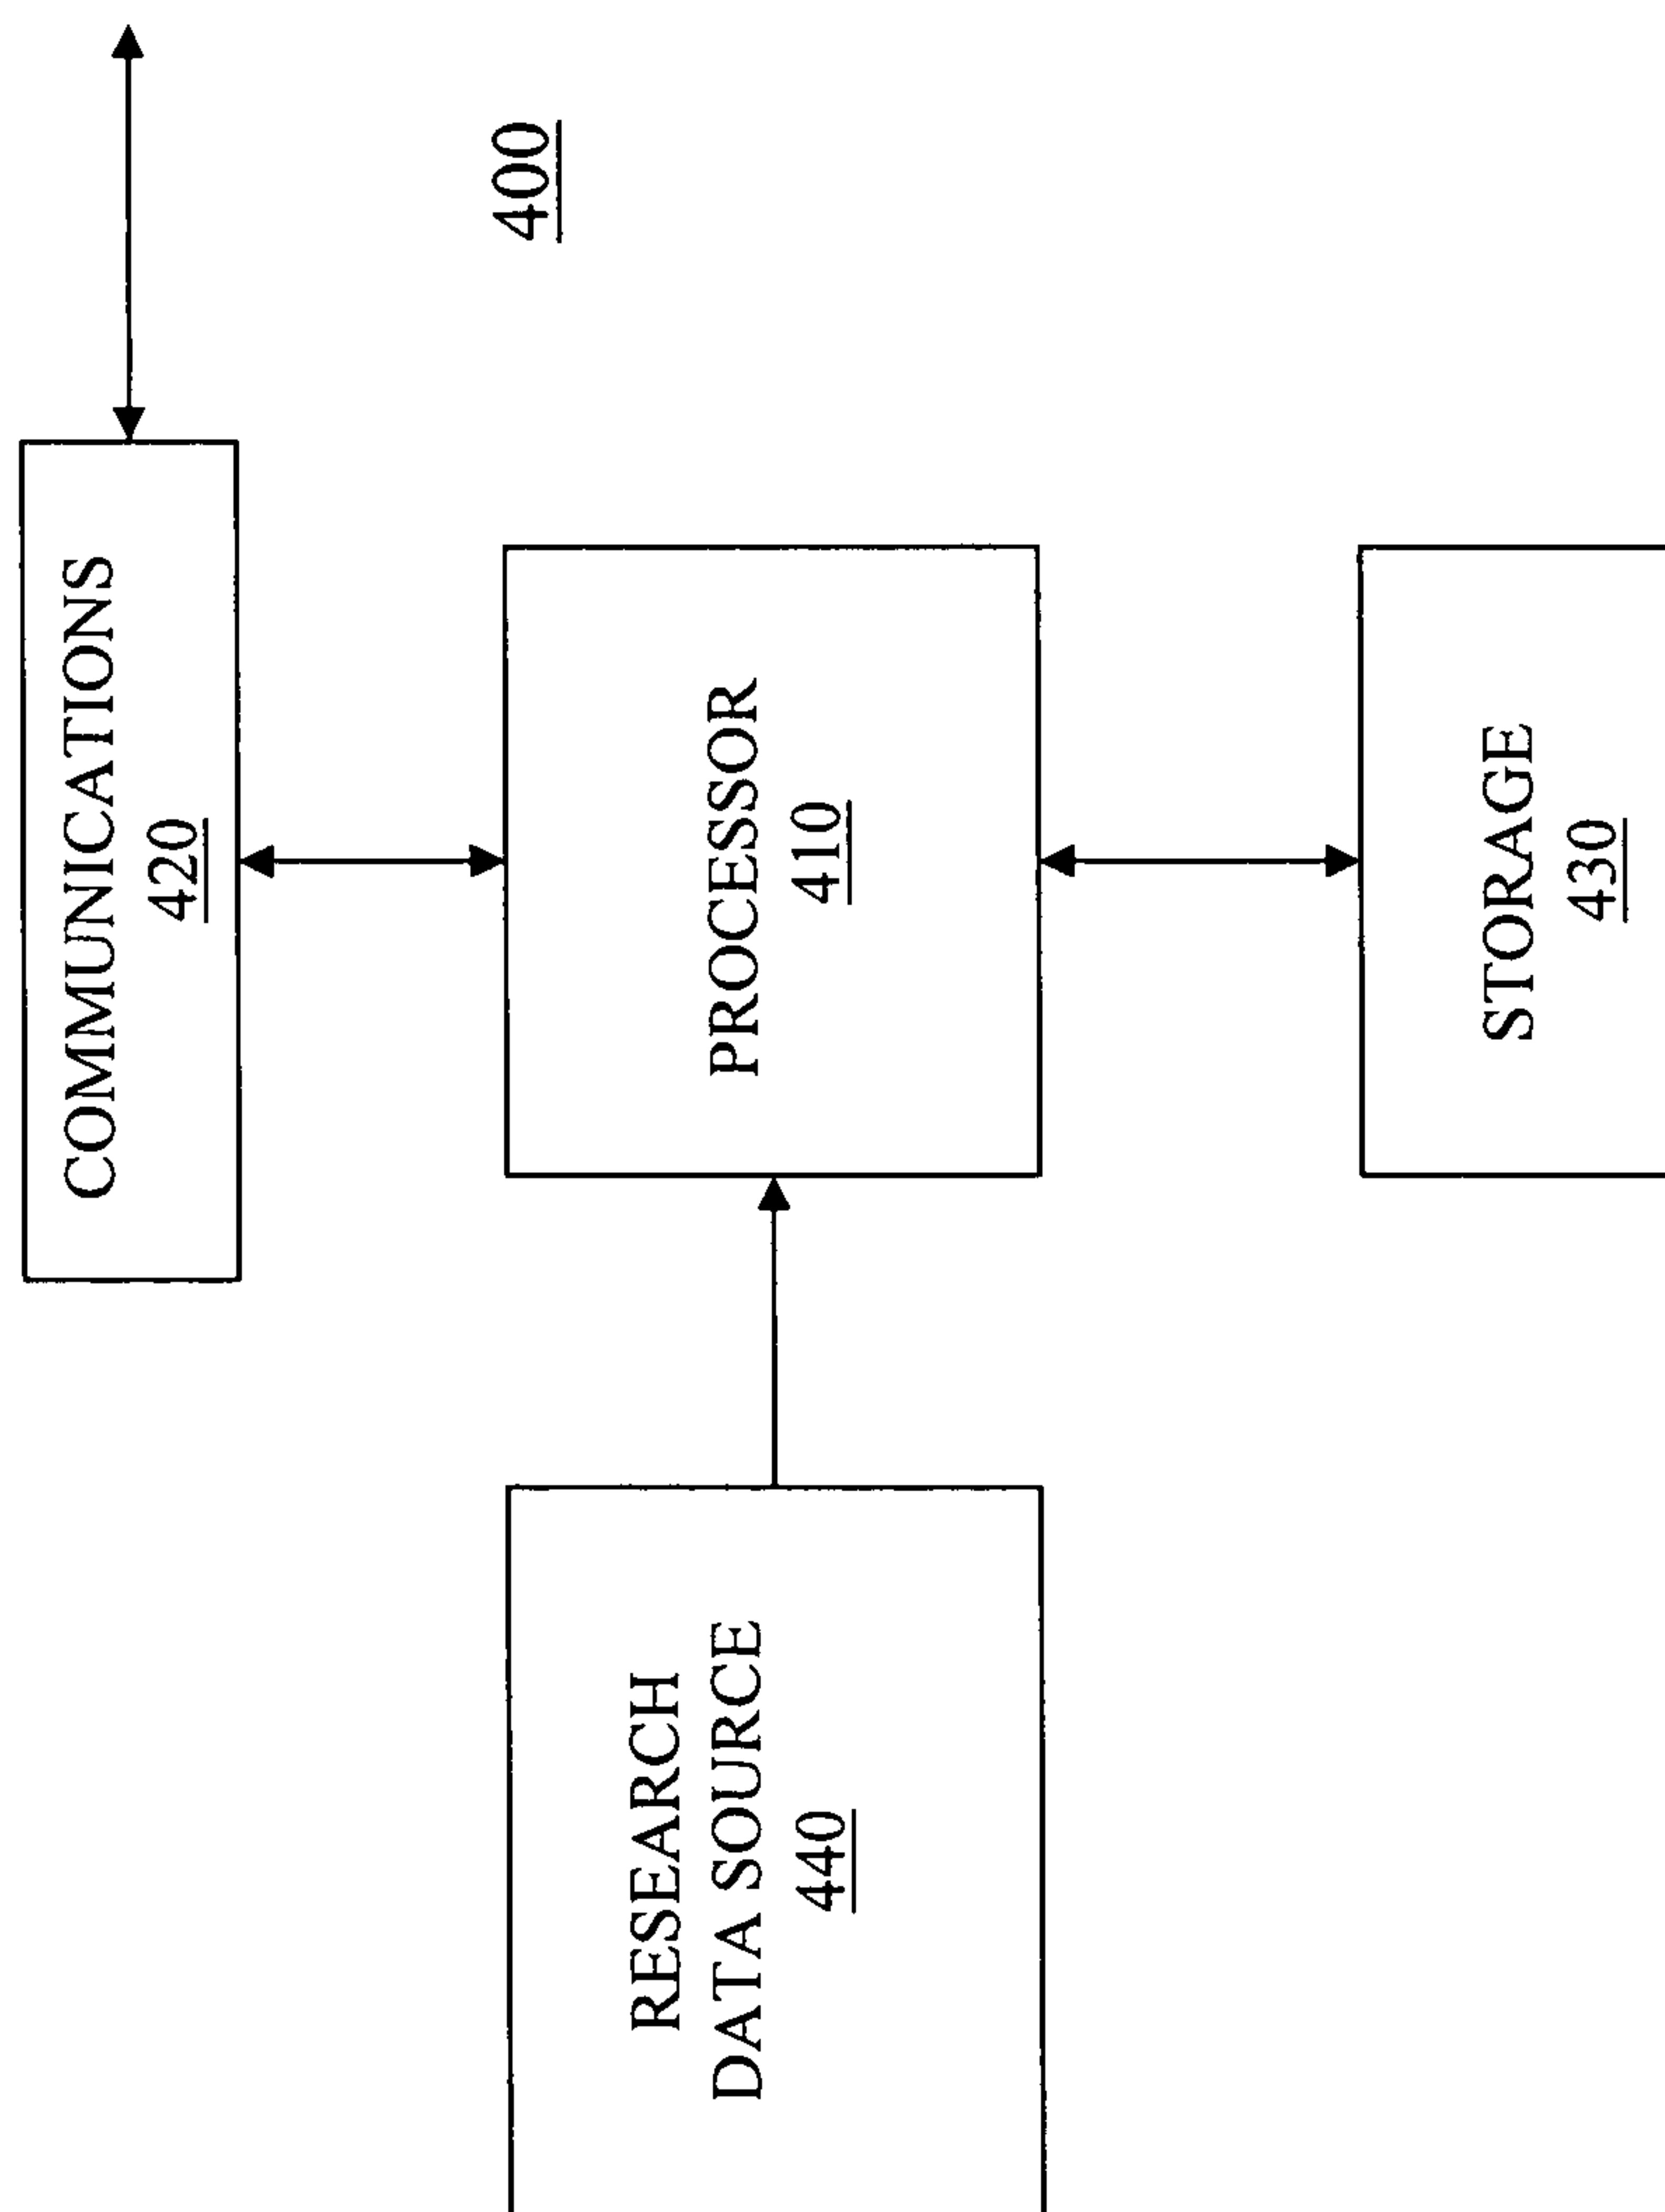 COMMUNICATIONS
420
400
RESEARCH
DATA SOURCE
440
PROCESSOR
410
STORAGE
430